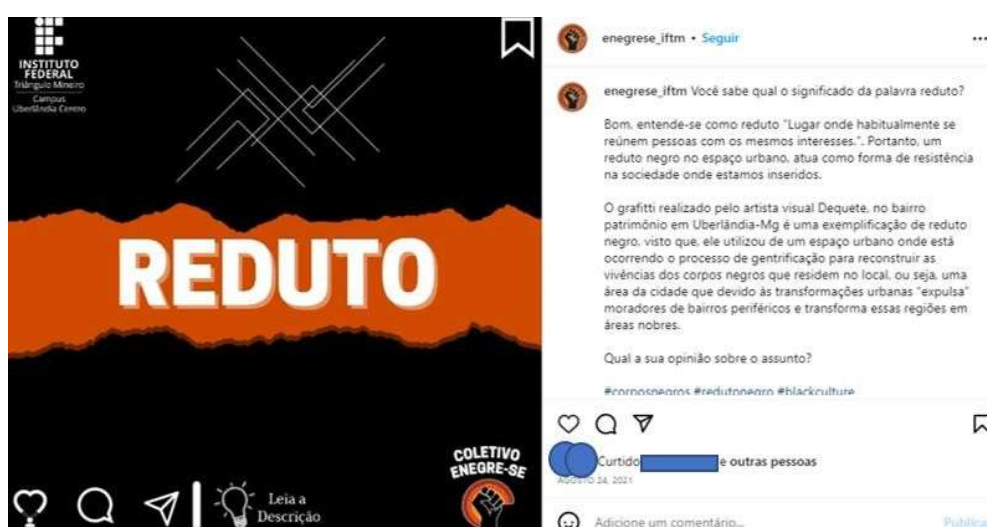 INSTITUTO
FEDERAL
Triângulo Mineiro
Campus
Uberlândia Centro
REDUTO
COLETIVO
ENEGRE-SE
Leia a
Descrição
enegrese_iftm • Seguir
enegrese_iftm Você sabe qual o significado da palavra reduto?
Bom, entende-se como reduto "Lugar onde habitualmente se
reúnem pessoas com os mesmos interesses.". Portanto, um
reduto negro no espaço urbano, atua como forma de resistência
na sociedade onde estamos inseridos.
O grafitti realizado pelo artista visual Dequete, no bairro
patrimônio em Uberlândia-Mg é uma exemplificação de reduto
negro, visto que, ele utilizou de um espaço urbano onde está
ocorrendo o processo de gentrificação para reconstruir as
vivências dos corpos negros que residem no local, ou seja, uma
área da cidade que devido às transformações urbanas "expulsa"
moradores de bairros periféricos e transforma essas regiões em
áreas nobres.
Qual a sua opinião sobre o assunto?
#corposnegros #redutonegro #blackculture
Curtido e outras pessoas
AGOSTO 24, 2021
Adicione um comentário...
Publicar